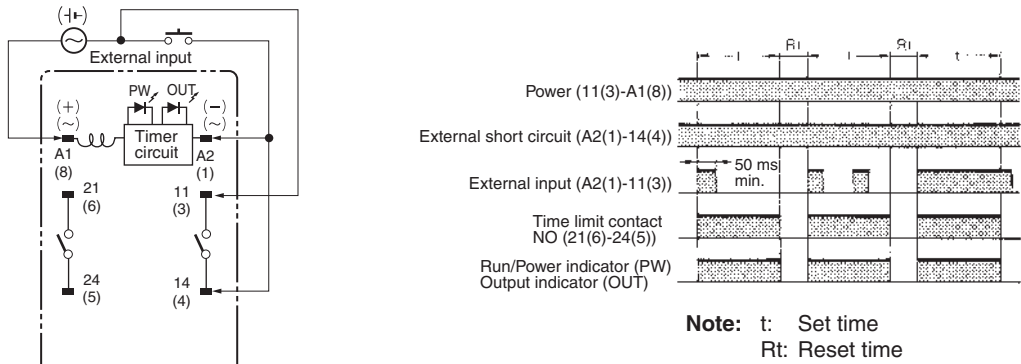 External input
PW OUT
(+) (−)
(~) (~)
Timer
circuit
A1 A2
(8) (1)
21 11
(6) (3)
24 14
(5) (4)
t Rt t Rt t
Power (11(3)-A1(8))
External short circuit (A2(1)-14(4))
50 ms
min.
External input (A2(1)-11(3))
Time limit contact
NO (21(6)-24(5))
Run/Power indicator (PW)
Output indicator (OUT)
Note: t: Set time
Rt: Reset time